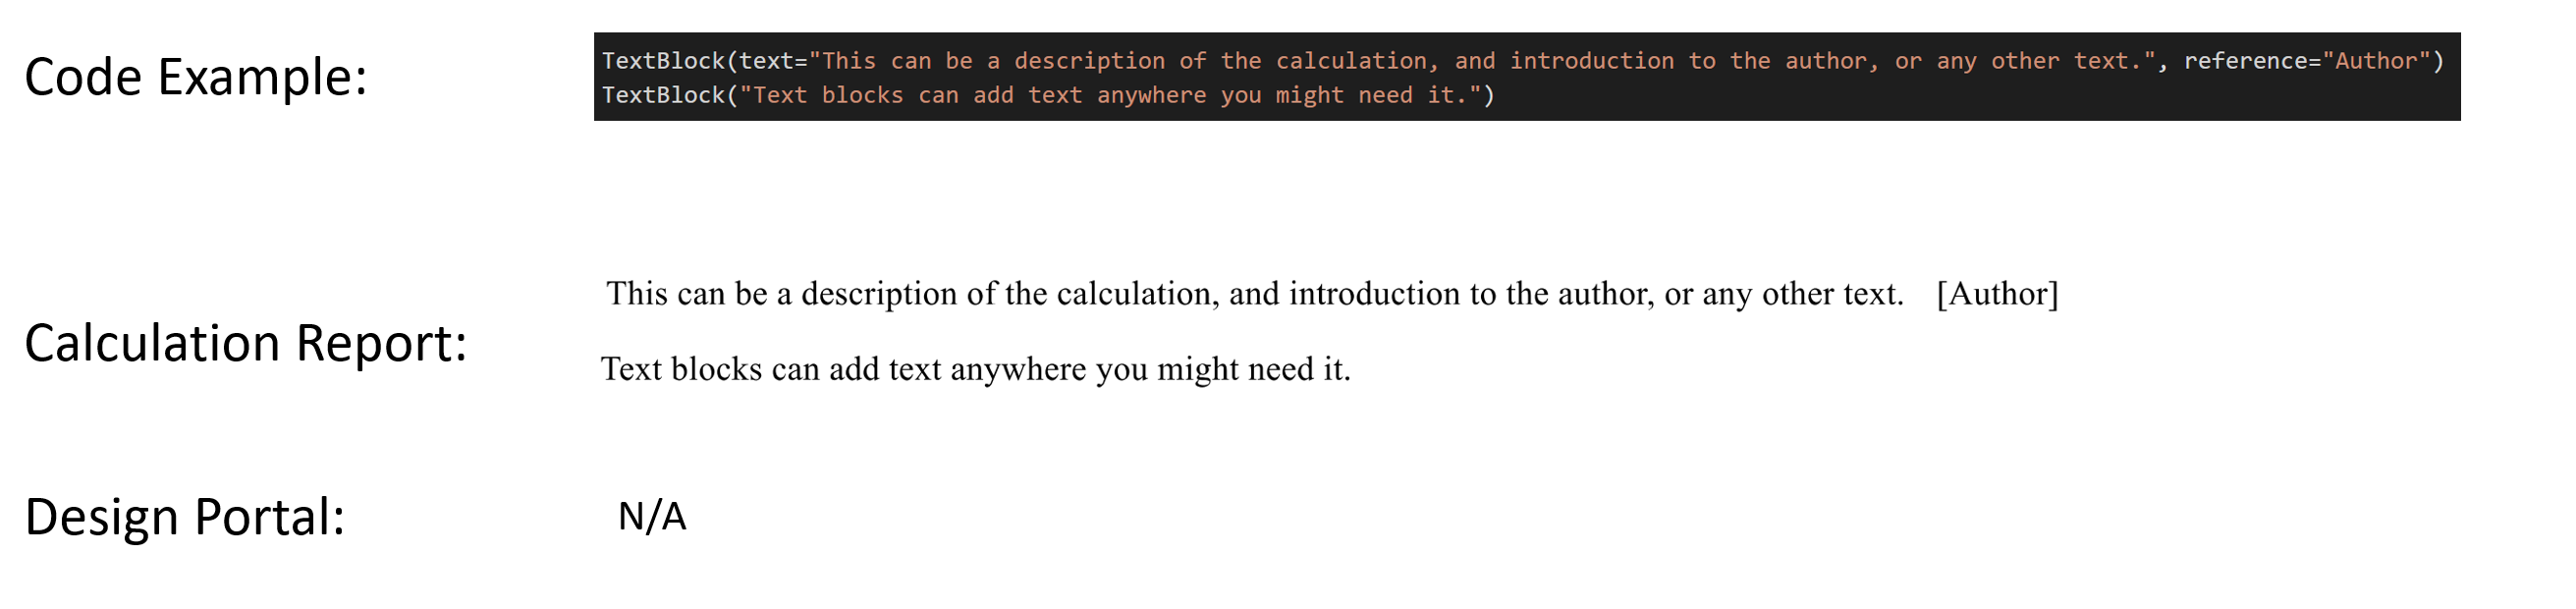 Code Example:
TextBlock(text="This can be a description of the calculation, and introduction to the author, or any other text.", reference="Author")
TextBlock("Text blocks can add text anywhere you might need it.")
Calculation Report:
This can be a description of the calculation, and introduction to the author, or any other text. [Author]
Text blocks can add text anywhere you might need it.
Design Portal:
N/A